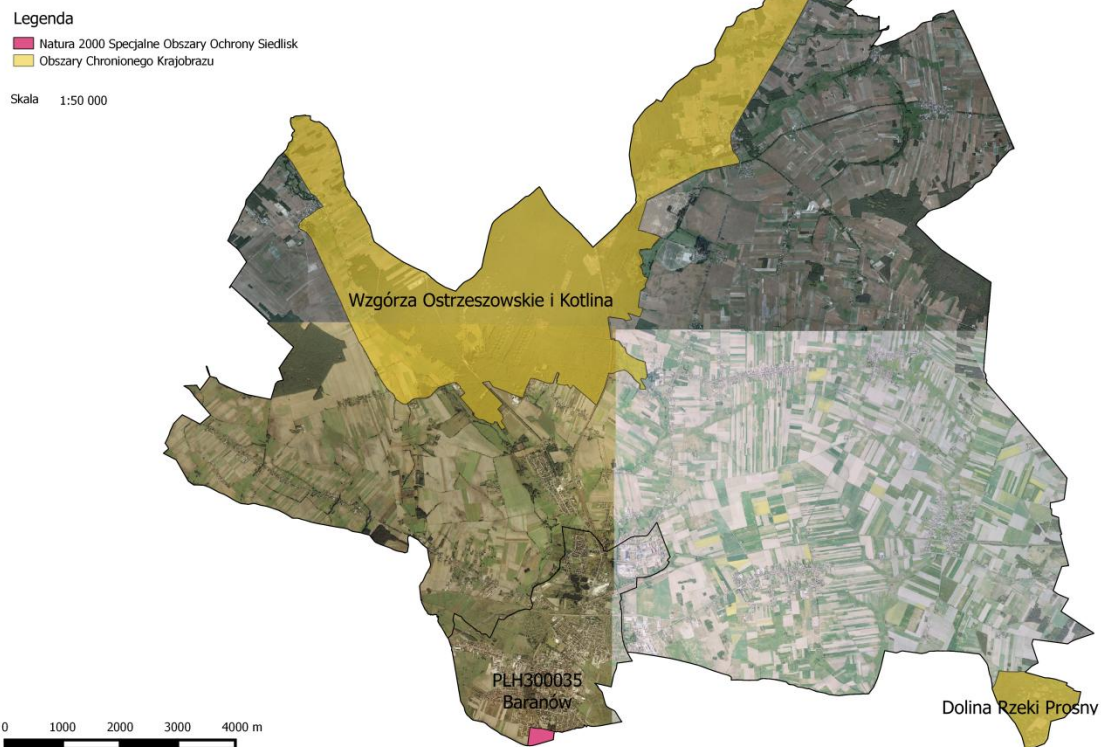 Legenda
Natura 2000 Specjalne Obszary Ochrony Siedlisk
Obszary Chronionego Krajobrazu
Skala 1:50 000
Wzgórza Ostrzeszowskie i Kotlina
PLH300035
Baranów
Dolina Rzeki Prosny
0 1000 2000 3000 4000 m